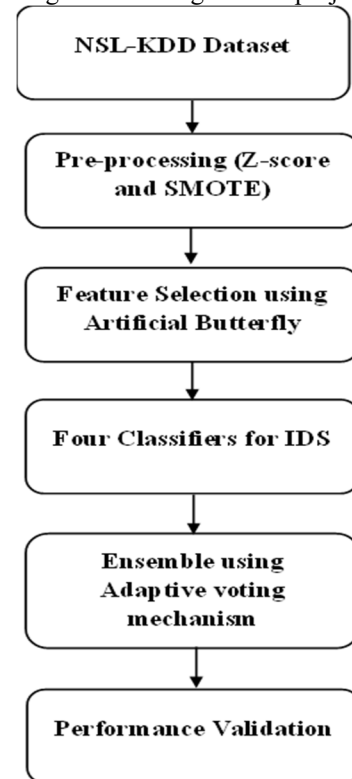 NSL-KDD Dataset
Pre-processing (Z-score
and SMOTE)
Feature Selection using
Artificial Butterfly
Four Classifiers for IDS
Ensemble using
Adaptive voting
mechanism
Performance Validation